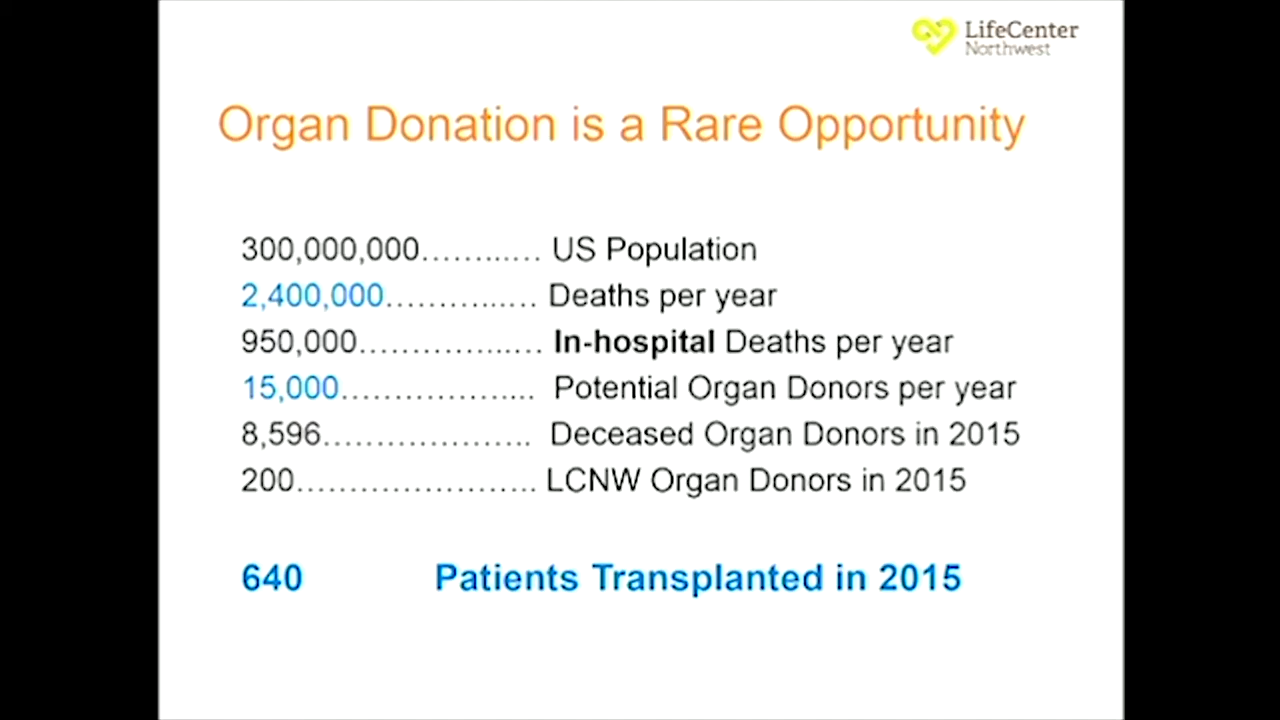 LifeCenter
Northwest
Organ Donation is a Rare Opportunity
300,000,000…….....…. US Population
2,400,000………...…. Deaths per year
950,000…………...…. In-hospital Deaths per year
15,000……………….... Potential Organ Donors per year
8,596……………….. Deceased Organ Donors in 2015
200………………….. LCNW Organ Donors in 2015
640 Patients Transplanted in 2015